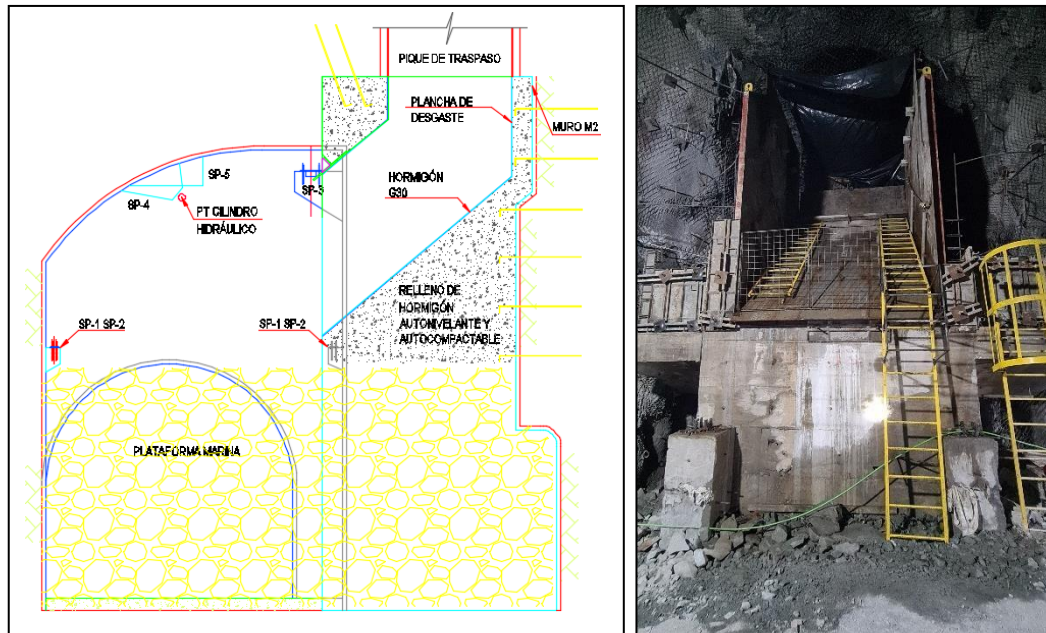 PIQUE DE TRASPASO
PLANCHA DE
DESGASTE
MURO M2
HORMIGÓN
G30
SP-5
SP-4
SP-3
PT CILINDRO
HIDRÁULICO
RELLENO DE
HORMIGÓN
AUTONIVELANTE Y
AUTOCOMPACTABLE
SP-1 SP-2
SP-1 SP-2
PLATAFORMA MARINA